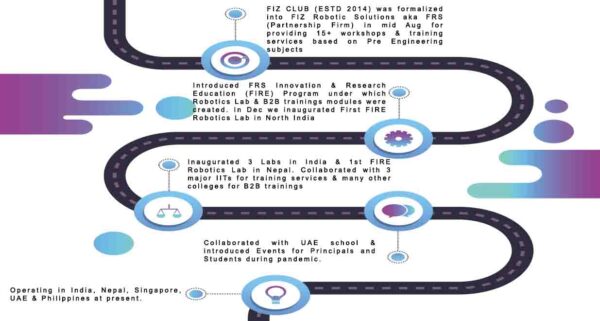 FIZ CLUB (ESTD 2014) was formalized
into FIZ Robotic Solutions aka FRS
(Partnership Firm) in mid Aug for
providing 15+ workshops & training
services based on Pre Engineering
subjects
Introduced FRS Innovation & Research
Education (FIRE) Program under which
Robotics Lab & B2B trainings modules were
created. In Dec we inaugurated First FIRE
Robotics Lab in North India
Inaugurated 3 Labs in India & 1st FIRE
Robotics Lab in Nepal. Collaborated with 3
major IITs for training services & many other
colleges for B2B trainings
Collaborated with UAE school &
introduced Events for Principals and
Students during pandemic.
Operating in India, Nepal, Singapore,
UAE & Philippines at present.